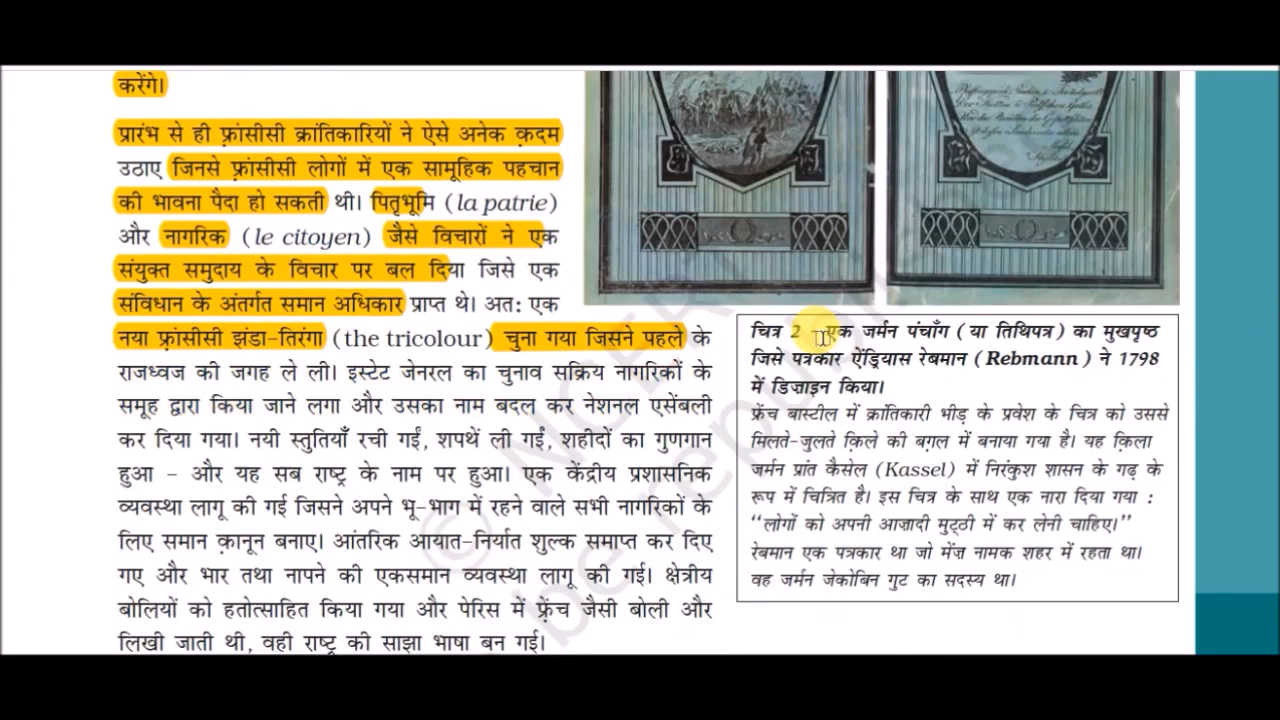 करेंगे।
प्रारंभ से ही फ़्रांसीसी क्रांतिकारियों ने ऐसे अनेक क़दम
उठाए जिनसे फ़्रांसीसी लोगों में एक सामूहिक पहचान
की भावना पैदा हो सकती थी। पितृभूमि (la patrie)
और नागरिक (le citoyen) जैसे विचारों ने एक
संयुक्त समुदाय के विचार पर बल दिया जिसे एक
संविधान के अंतर्गत समान अधिकार प्राप्त थे। अत: एक
नया फ़्रांसीसी झंडा-तिरंगा (the tricolour) चुना गया जिसने पहले के
राजध्वज की जगह ले ली। इस्टेट जेनरल का चुनाव सक्रिय नागरिकों के
समूह द्वारा किया जाने लगा और उसका नाम बदल कर नेशनल एसेंबली
कर दिया गया। नयी स्तुतियाँ रची गईं, शपथें ली गईं, शहीदों का गुणगान
हुआ – और यह सब राष्ट्र के नाम पर हुआ। एक केंद्रीय प्रशासनिक
व्यवस्था लागू की गई जिसने अपने भू-भाग में रहने वाले सभी नागरिकों के
लिए समान क़ानून बनाए। आंतरिक आयात-निर्यात शुल्क समाप्त कर दिए
गए और भार तथा नापने की एकसमान व्यवस्था लागू की गई। क्षेत्रीय
बोलियों को हतोत्साहित किया गया और पेरिस में फ़्रेंच जैसी बोली और
लिखी जाती थी, वही राष्ट्र की साझा भाषा बन गई।
चित्र 2 एक जर्मन पंचाँग (या तिथिपत्र) का मुखपृष्ठ
जिसे पत्रकार ऐंड्रियास रेबमान (Rebmann) ने 1798
में डिज़ाइन किया।
फ्रेंच बास्टील में क्रांतिकारी भीड़ के प्रवेश के चित्र को उससे
मिलते-जुलते क़िले की बग़ल में बनाया गया है। यह क़िला
जर्मन प्रांत कैसेल (Kassel) में निरंकुश शासन के गढ़ के
रूप में चित्रित है। इस चित्र के साथ एक नारा दिया गया :
“लोगों को अपनी आज़ादी मुट्ठी में कर लेनी चाहिए।”
रेबमान एक पत्रकार था जो मेंज़ नामक शहर में रहता था।
वह जर्मन जेकोबिन गुट का सदस्य था।